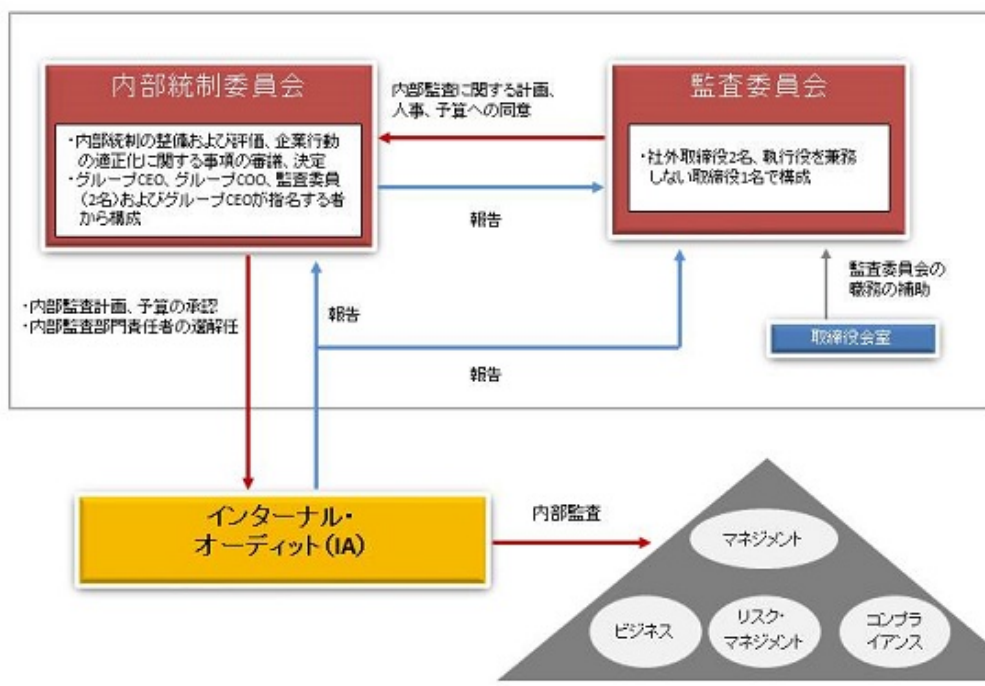 内部統制委員会
・内部統制の整備および評価、企業行動
の適正化に関する事項の審議、決定
・グループCEO、グループCOO、監査委員
(2名)およびグループCEOが指名する者
から構成
内部監査に関する計画、
人事、予算への同意
報告
監査委員会
・社外取締役2名、執行役を兼務
しない取締役1名で構成
監査委員会の
職務の補助
取締役会室
・内部監査計画、予算の承認
・内部監査部門責任者の選解任
報告
報告
インターナル・
オーディット(IA)
内部監査
マネジメント
ビジネス
リスク・
マネジメント
コンプラ
イアンス